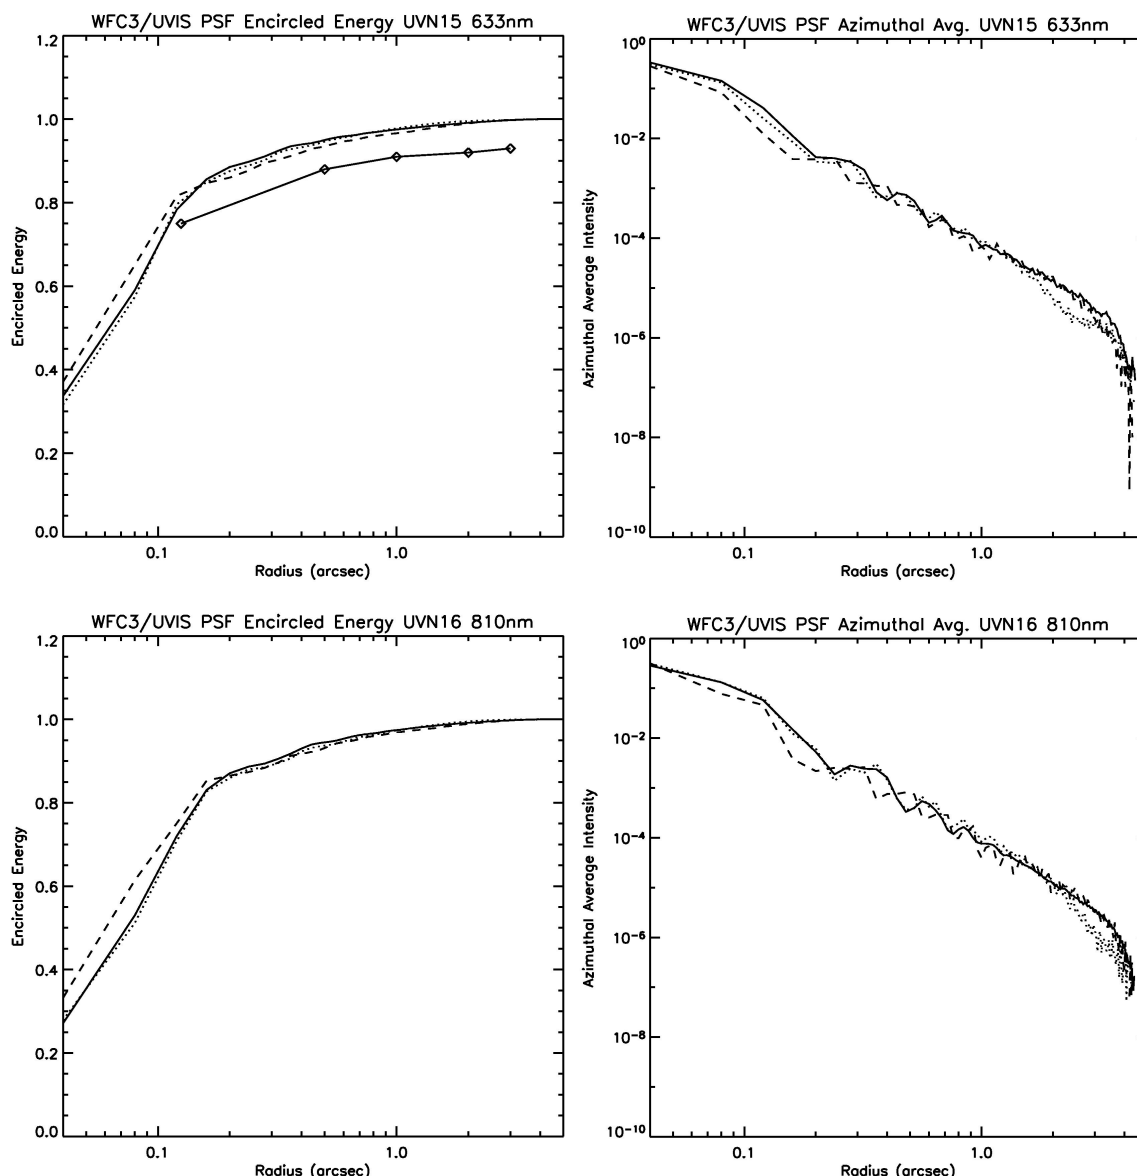 WFC3/UVIS PSF Encircled Energy UVN15 633nm
1.2
1.0
0.8
0.6
0.4
0.2
0.0
Encircled Energy
0.1
1.0
Radius (arcsec)
WFC3/UVIS PSF Azimuthal Avg. UVN15 633nm
10⁰
10⁻²
10⁻⁴
10⁻⁶
10⁻⁸
10⁻¹⁰
Azimuthal Average Intensity
0.1
1.0
Radius (arcsec)
WFC3/UVIS PSF Encircled Energy UVN16 810nm
1.2
1.0
0.8
0.6
0.4
0.2
0.0
Encircled Energy
0.1
1.0
Radius (arcsec)
WFC3/UVIS PSF Azimuthal Avg. UVN16 810nm
10⁰
10⁻²
10⁻⁴
10⁻⁶
10⁻⁸
10⁻¹⁰
Azimuthal Average Intensity
0.1
1.0
Radius (arcsec)